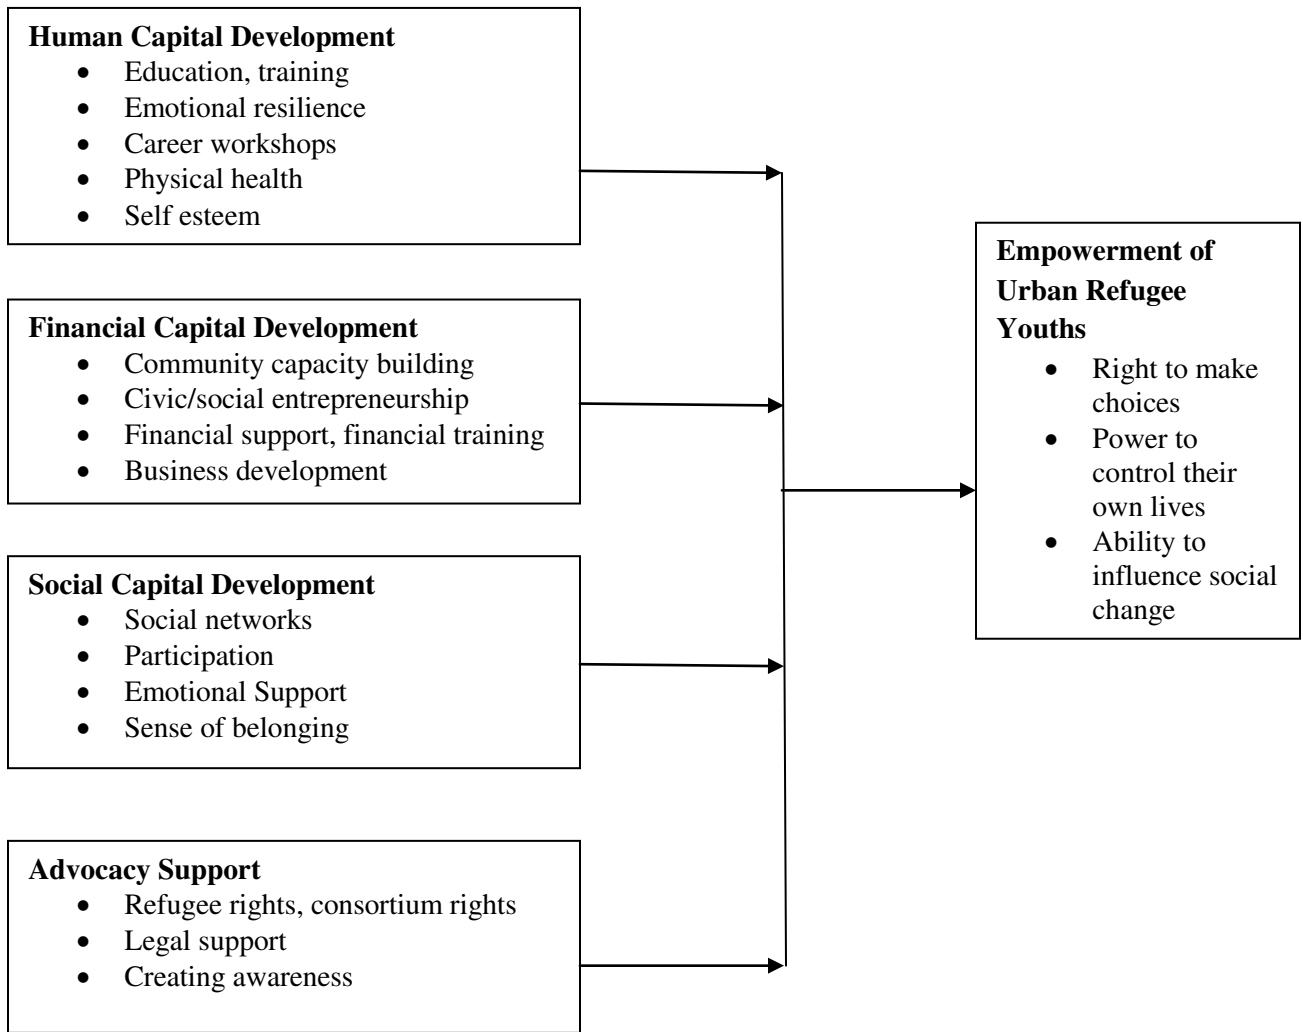 Human Capital Development
• Education, training
• Emotional resilience
• Career workshops
• Physical health
• Self esteem
Financial Capital Development
• Community capacity building
• Civic/social entrepreneurship
• Financial support, financial training
• Business development
Social Capital Development
• Social networks
• Participation
• Emotional Support
• Sense of belonging
Advocacy Support
• Refugee rights, consortium rights
• Legal support
• Creating awareness
Empowerment of
Urban Refugee
Youths
• Right to make
choices
• Power to
control their
own lives
• Ability to
influence social
change